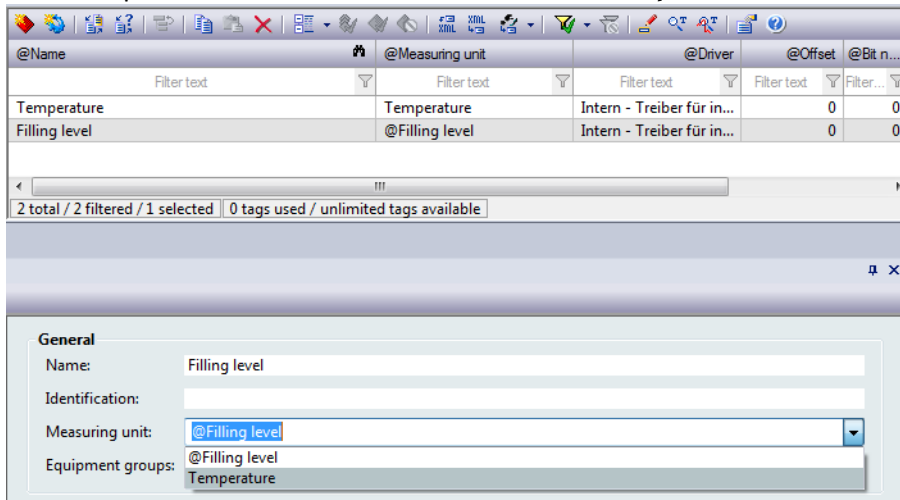 @Name @Measuring unit @Driver @Offset @Bit n...
Filter text Filter text Filter text Filter text Filter...
Temperature Temperature Intern - Treiber für in... 0 0
Filling level @Filling level Intern - Treiber für in... 0 0
2 total / 2 filtered / 1 selected 0 tags used / unlimited tags available
General
Name: Filling level
Identification:
Measuring unit: @Filling level
@Filling level
Equipment groups:
Temperature